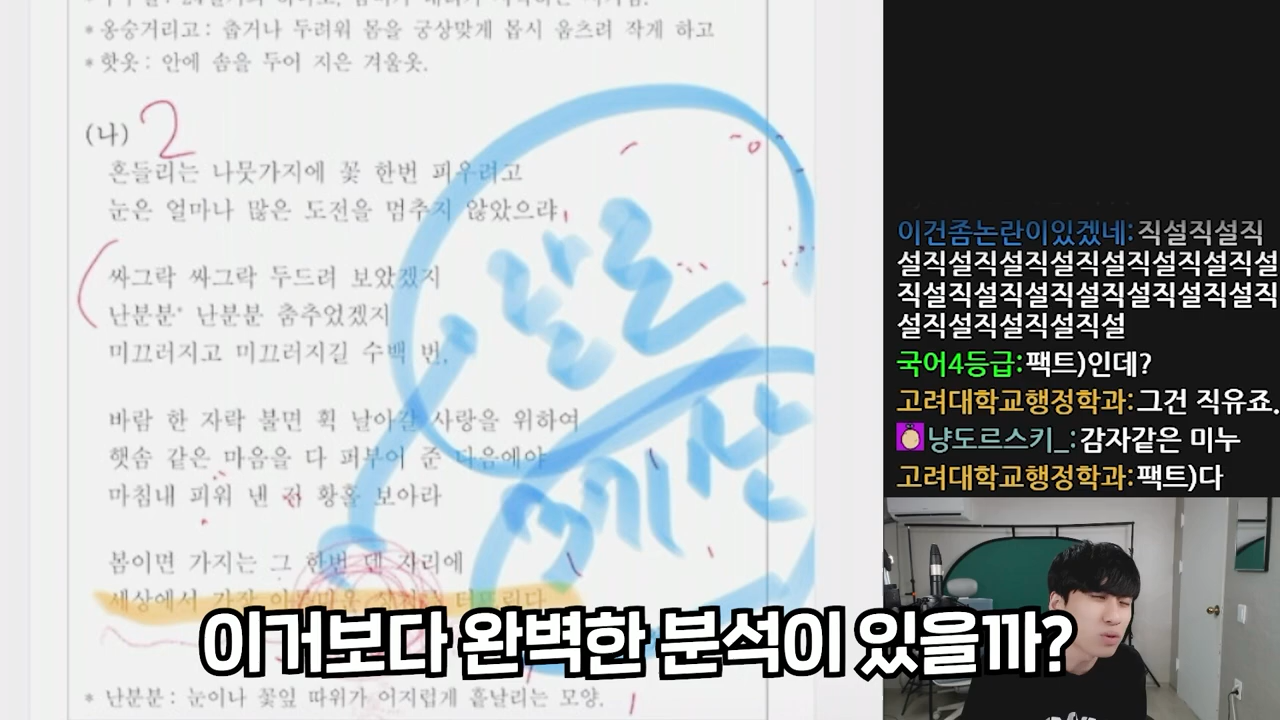 * 옹숭거리고 : 춥거나 두려워 몸을 궁상맞게 몹시 움츠려 작게 하고
* 핫옷 : 안에 솜을 두어 지은 겨울옷.
(나) 2
흔들리는 나뭇가지에 꽃 한번 피우려고
눈은 얼마나 많은 도전을 멈추지 않았으랴
싸그락 싸그락 두드려 보았겠지
난분분* 난분분 춤추었겠지
미끄러지고 미끄러지길 수백 번,
바람 한 자락 불면 휙 날아갈 사랑을 위하여
햇솜 같은 마음을 다 퍼부어 준 다음에야
마침내 피워 낸 저 황홀 보아라
봄이면 가지는 그 한번 덴 자리에
세상에서 가장 터뜨린다
* 난분분 : 눈이나 꽃잎 따위가 어지럽게 흩날리는 모양.
이건좀논란이있겠네: 직설직설직
설직설직설직설직설직설직설직설
직설직설직설직설직설직설직설직
설직설직설직설직설
국어4등급: 팩트)인데?
고려대학교행정학과: 그건 직유죠.
냥도르스키_: 감자같은 미누
고려대학교행정학과: 팩트)다
이거보다 완벽한 분석이 있을까?